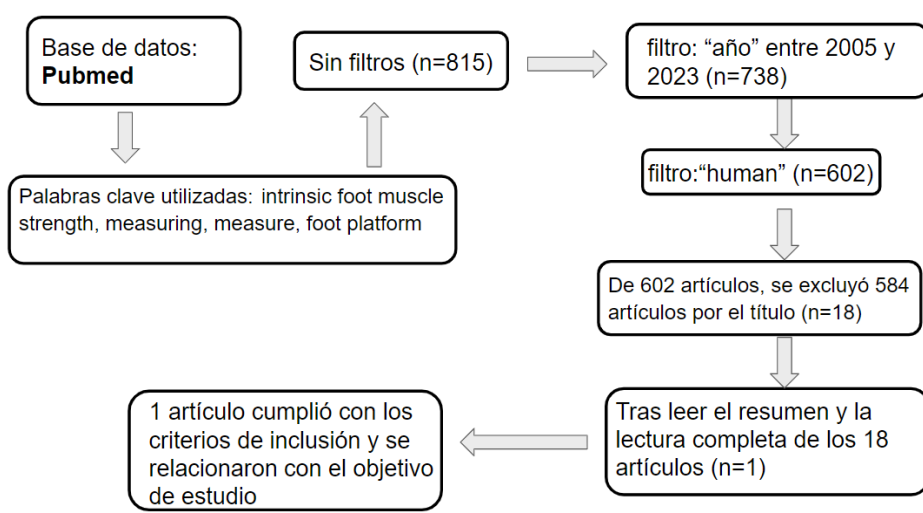 Base de datos:
Pubmed
Palabras clave utilizadas: intrinsic foot muscle
strength, measuring, measure, foot platform
Sin filtros (n=815)
filtro: “año” entre 2005 y
2023 (n=738)
filtro:“human” (n=602)
De 602 artículos, se excluyó 584
artículos por el título (n=18)
Tras leer el resumen y la
lectura completa de los 18
artículos (n=1)
1 artículo cumplió con los
criterios de inclusión y se
relacionaron con el objetivo
de estudio